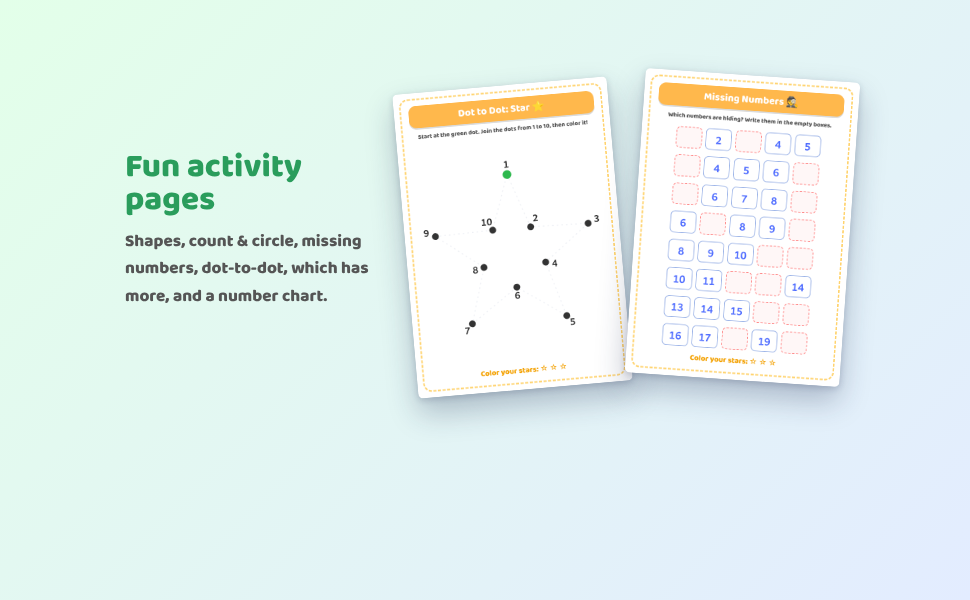 Fun activity
pages
Shapes, count & circle, missing
numbers, dot-to-dot, which has
more, and a number chart.
Dot to Dot: Star ⭐
Start at the green dot. Join the dots from 1 to 10, then color it!
1
10
2
3
9
8
4
6
7
5
Color your stars: ☆ ☆ ☆
Missing Numbers 🕵️
Which numbers are hiding? Write them in the empty boxes.
2 4 5
4 5 6
6 7 8
6 8 9
8 9 10
10 11 14
13 14 15
16 17 19
Color your stars: ☆ ☆ ☆